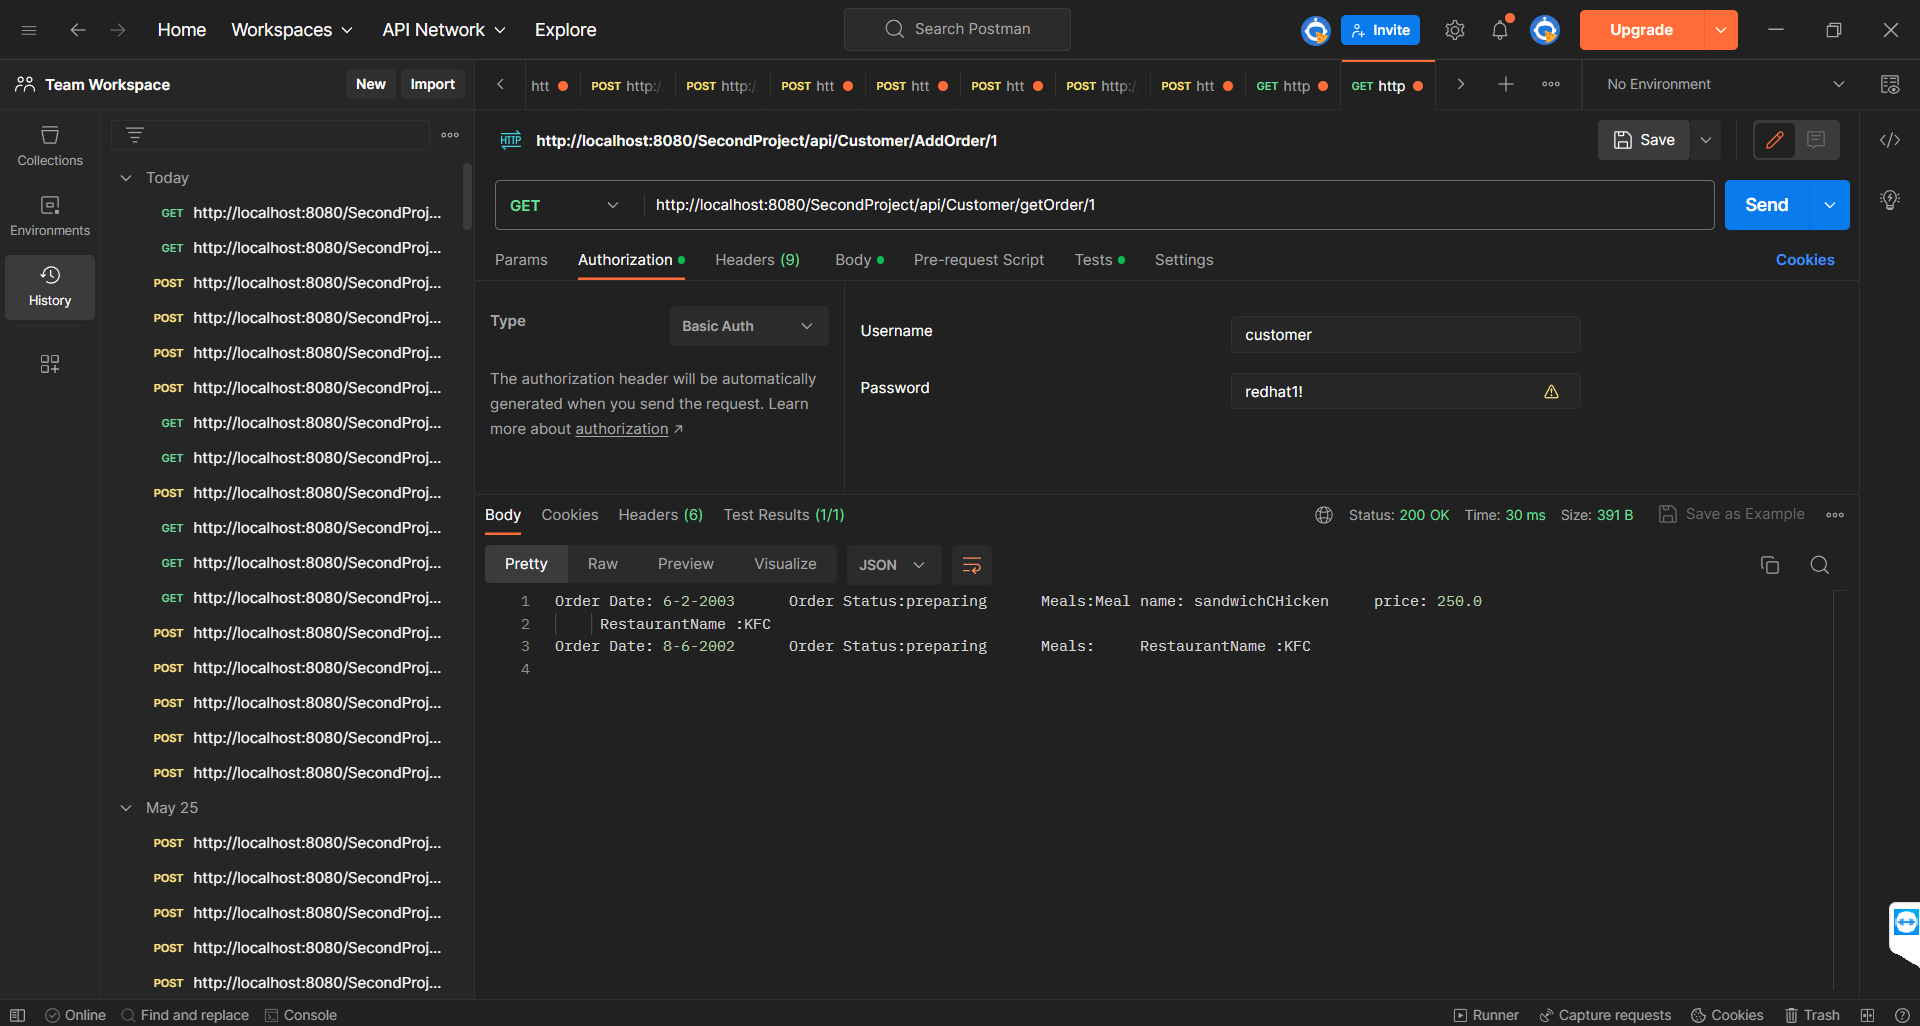 Home Workspaces API Network Explore Search Postman Invite Upgrade
Team Workspace New Import htt POST http:/ POST http:/ POST htt POST htt POST htt POST http:/ POST htt GET http GET http No Environment
Collections
Environments
History
Today
GET http://localhost:8080/SecondProj...
GET http://localhost:8080/SecondProj...
POST http://localhost:8080/SecondProj...
POST http://localhost:8080/SecondProj...
POST http://localhost:8080/SecondProj...
POST http://localhost:8080/SecondProj...
GET http://localhost:8080/SecondProj...
GET http://localhost:8080/SecondProj...
POST http://localhost:8080/SecondProj...
GET http://localhost:8080/SecondProj...
GET http://localhost:8080/SecondProj...
GET http://localhost:8080/SecondProj...
POST http://localhost:8080/SecondProj...
POST http://localhost:8080/SecondProj...
POST http://localhost:8080/SecondProj...
POST http://localhost:8080/SecondProj...
POST http://localhost:8080/SecondProj...
May 25
POST http://localhost:8080/SecondProj...
POST http://localhost:8080/SecondProj...
POST http://localhost:8080/SecondProj...
POST http://localhost:8080/SecondProj...
POST http://localhost:8080/SecondProj...
HTTP http://localhost:8080/SecondProject/api/Customer/AddOrder/1 Save
GET http://localhost:8080/SecondProject/api/Customer/getOrder/1 Send
Params Authorization Headers (9) Body Pre-request Script Tests Settings Cookies
Type Basic Auth
The authorization header will be automatically
generated when you send the request. Learn
more about authorization ↗
Username customer
Password redhat1!
Body Cookies Headers (6) Test Results (1/1) Status: 200 OK Time: 30 ms Size: 391 B Save as Example
Pretty Raw Preview Visualize JSON
1 Order Date: 6-2-2003 Order Status:preparing Meals:Meal name: sandwichCHicken price: 250.0
2 RestaurantName :KFC
3 Order Date: 8-6-2002 Order Status:preparing Meals: RestaurantName :KFC
4
Online Find and replace Console Runner Capture requests Cookies Trash